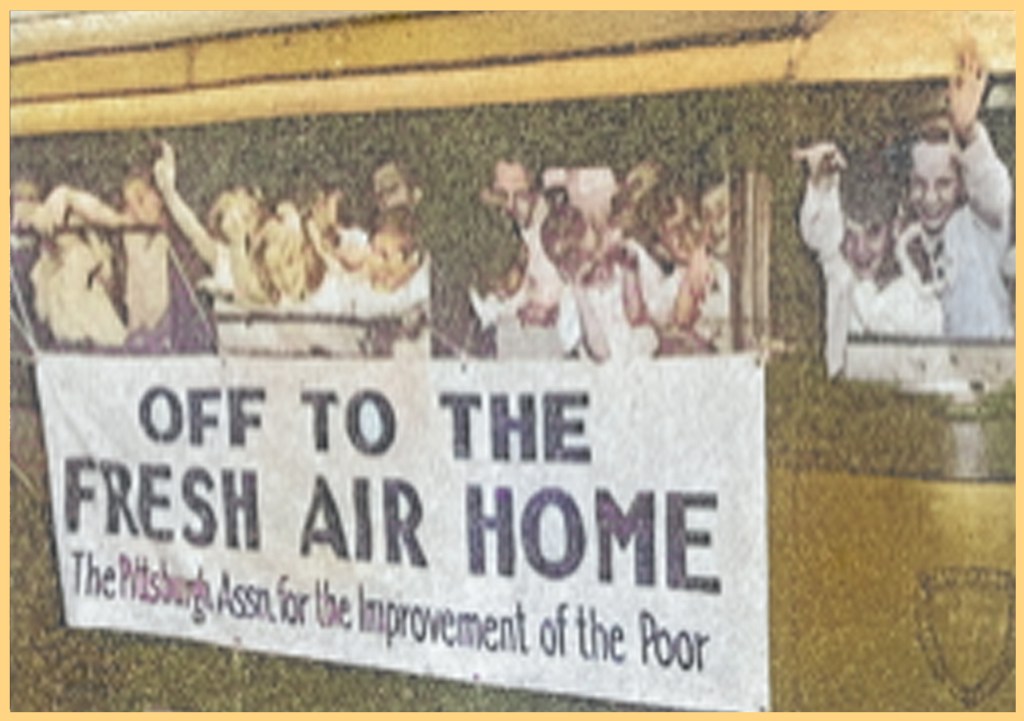 OFF TO THE
FRESH AIR HOME
The Pittsburgh Assn. for the Improvement of the Poor